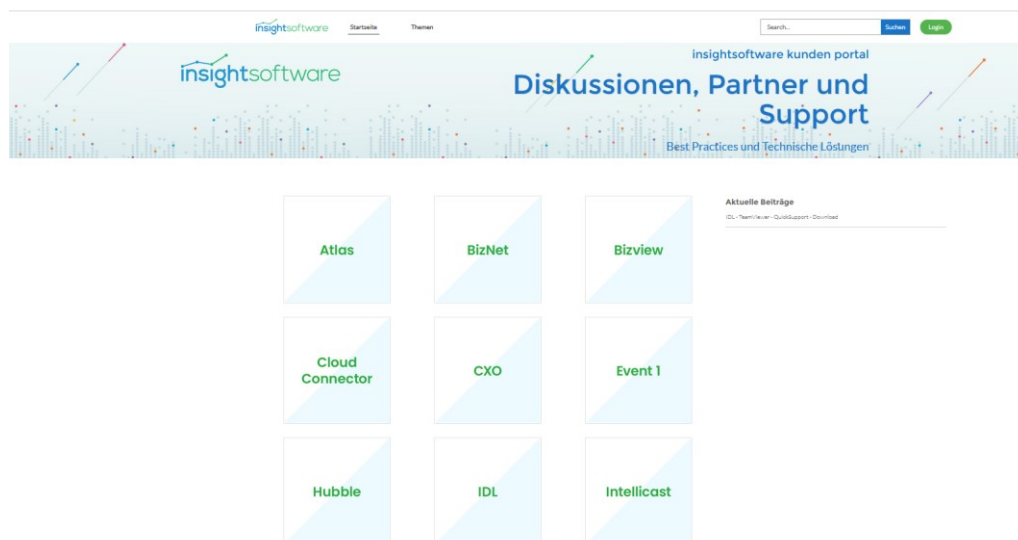 insightsoftware
Startseite
Themen
Search...
Suchen
Login
insightsoftware
insightsoftware kunden portal
Diskussionen, Partner und
Support
Best Practices und Technische Lösungen
Atlas
BizNet
Bizview
Aktuelle Beiträge
IDL - TeamViewer - QuickSupport - Download
Cloud
Connector
CXO
Event 1
Hubble
IDL
Intellicast